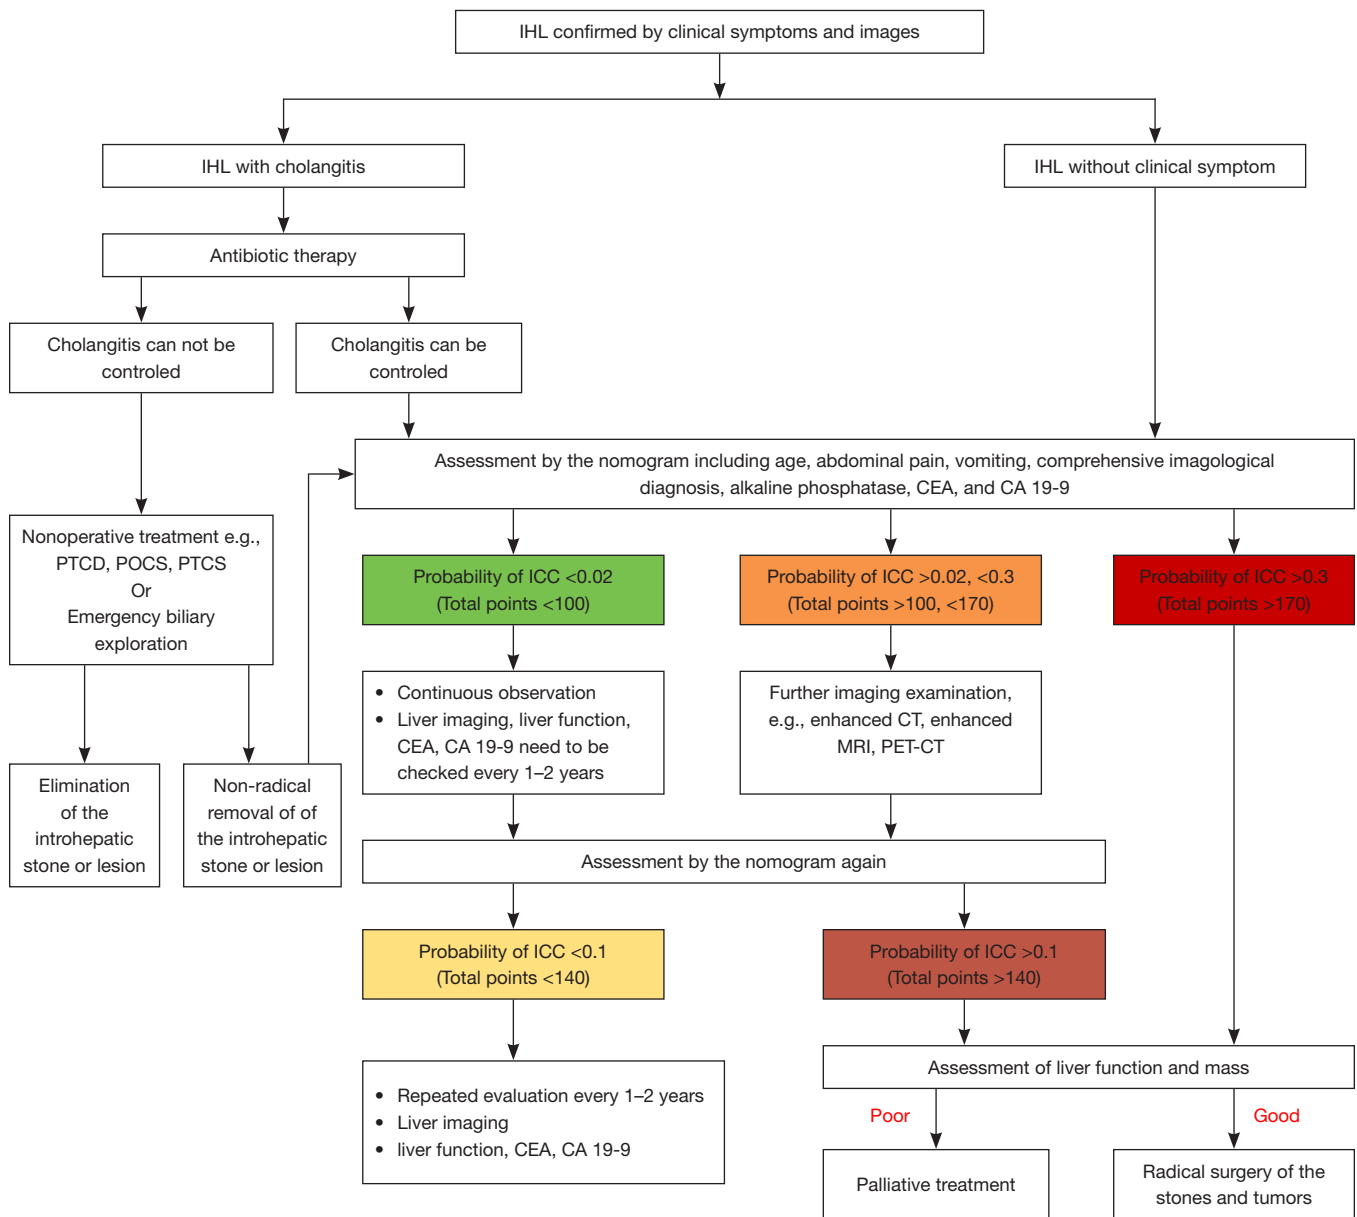 IHL confirmed by clinical symptoms and images
IHL with cholangitis
IHL without clinical symptom
Antibiotic therapy
Cholangitis can not be
controled
Cholangitis can be
controled
Assessment by the nomogram including age, abdominal pain, vomiting, comprehensive imagological
diagnosis, alkaline phosphatase, CEA, and CA 19-9
Nonoperative treatment e.g.,
PTCD, POCS, PTCS
Or
Emergency biliary
exploration
Probability of ICC <0.02
(Total points <100)
Probability of ICC >0.02, <0.3
(Total points >100, <170)
Probability of ICC >0.3
(Total points >170)
• Continuous observation
• Liver imaging, liver function,
CEA, CA 19-9 need to be
checked every 1–2 years
Further imaging examination,
e.g., enhanced CT, enhanced
MRI, PET-CT
Elimination
of the
introhepatic
stone or lesion
Non-radical
removal of of
the introhepatic
stone or lesion
Assessment by the nomogram again
Probability of ICC <0.1
(Total points <140)
Probability of ICC >0.1
(Total points >140)
Assessment of liver function and mass
• Repeated evaluation every 1–2 years
• Liver imaging
• liver function, CEA, CA 19-9
Poor
Good
Palliative treatment
Radical surgery of the
stones and tumors